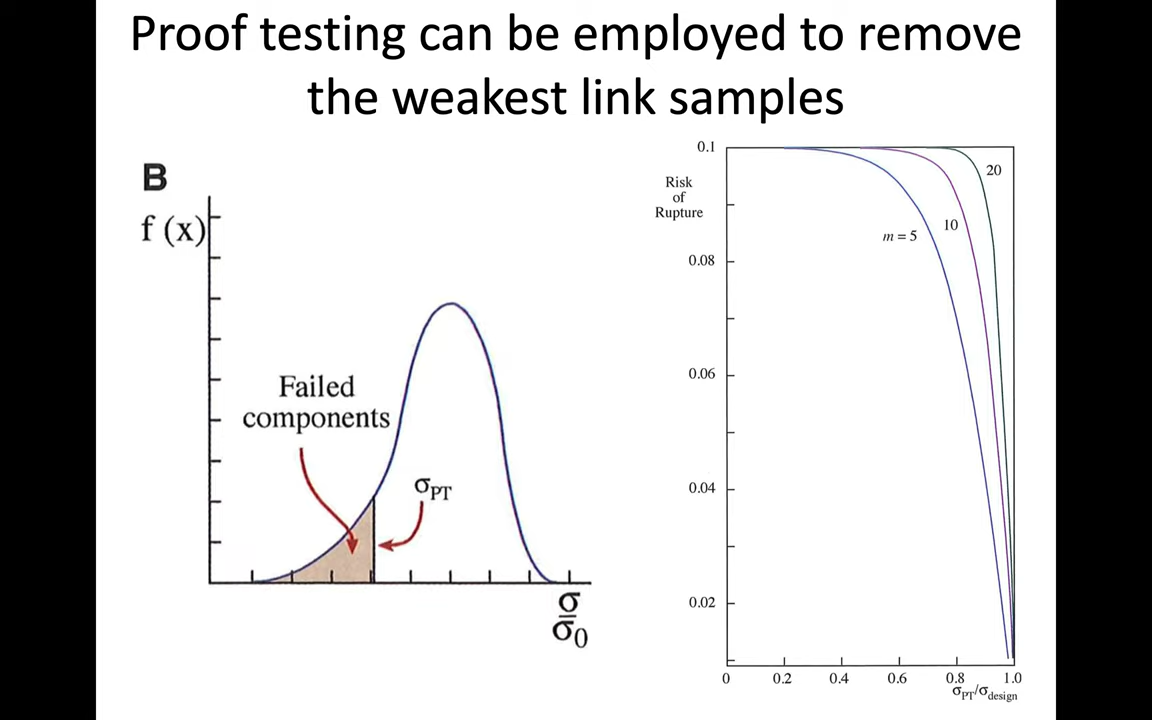 Proof testing can be employed to remove
the weakest link samples
B
f (x)
Failed
components
σPT
σ
σ0
0.1
Risk
of
Rupture
20
10
m = 5
0.08
0.06
0.04
0.02
0 0.2 0.4 0.6 0.8 1.0
σPT/σdesign